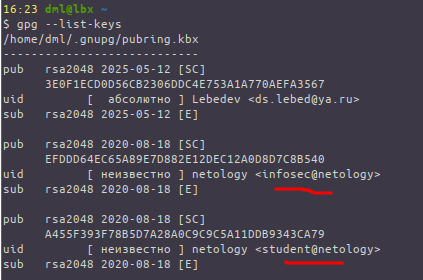 16:23 dml@lbx ~
$ gpg --list-keys
/home/dml/.gnupg/pubring.kbx
----------------------------
pub   rsa2048 2025-05-12 [SC]
      3E0F1ECD0D56CB2306DDC4E753A1A770AEFA3567
uid         [  абсолютно ] Lebedev <ds.lebed@ya.ru>
sub   rsa2048 2025-05-12 [E]
pub   rsa2048 2020-08-18 [SC]
      EFDDD64EC65A89E7D882E12DEC12A0D8D7C8B540
uid         [ неизвестно ] netology <infosec@netology>
sub   rsa2048 2020-08-18 [E]
pub   rsa2048 2020-08-18 [SC]
      A455F393F78B5D7A28A0C9C9C5A11DDB9343CA79
uid         [ неизвестно ] netology <student@netology>
sub   rsa2048 2020-08-18 [E]